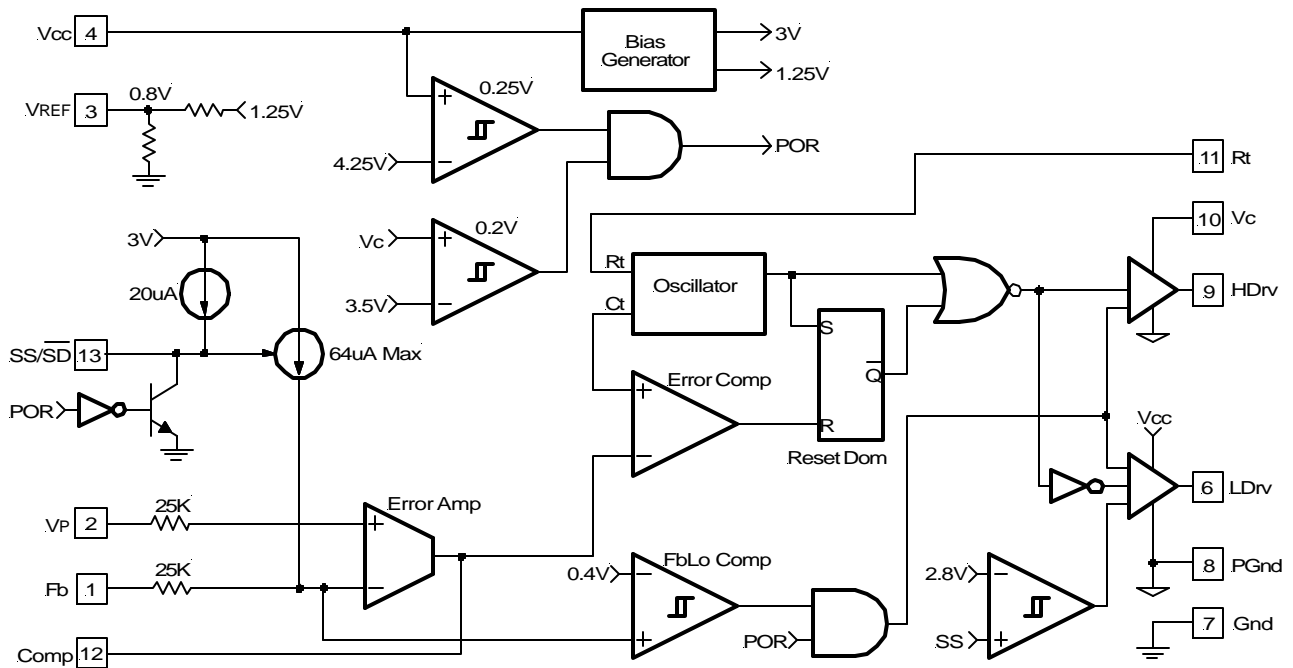 Vcc 4
Bias Generator
3V
1.25V
VREF 3
0.8V
1.25V
0.25V
+
4.25V
−
POR
11 Rt
10 Vc
3V
0.2V
Vc
+
3.5V
−
20uA
Rt
Ct
Oscillator
9 HDrv
SS/SD 13
64uA Max
S
Q
R
Reset Dom
Error Comp
+
−
POR
Vcc
6 LDrv
VP 2
25K
Error Amp
+
−
Fb 1
25K
FbLo Comp
0.4V
−
+
POR
2.8V
−
SS
+
8 PGnd
7 Gnd
Comp 12